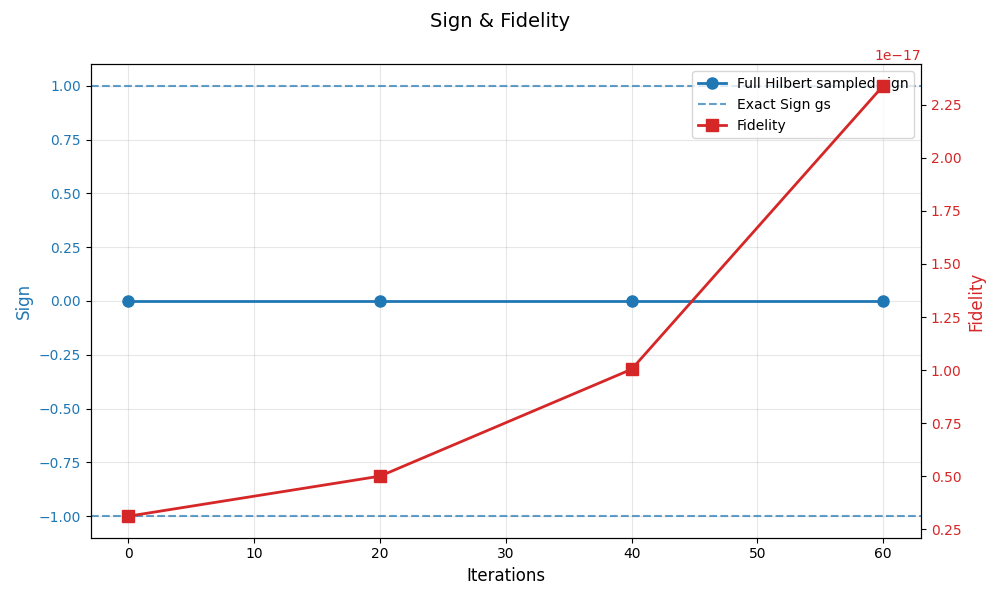 Sign & Fidelity
1e−17
1.00
0.75
0.50
0.25
0.00
−0.25
−0.50
−0.75
−1.00
Sign
Full Hilbert sampled sign
Exact Sign gs
Fidelity
2.25
2.00
1.75
1.50
1.25
1.00
0.75
0.50
0.25
Fidelity
0 10 20 30 40 50 60
Iterations